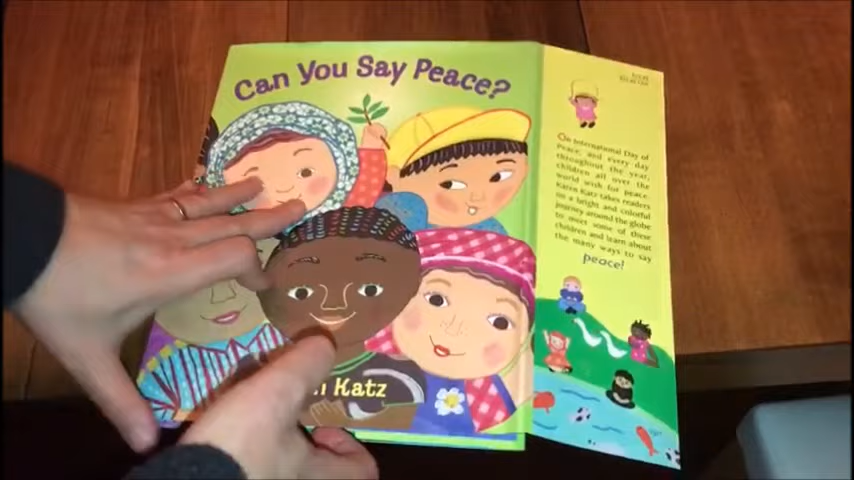 Can You Say Peace?
Katz
On International Day of
Peace, and every day
throughout the year,
children all over the
world wish for peace.
Karen Katz takes readers
on a bright and colorful
journey around the globe
to meet some of these
children and learn about
the many ways to say
peace!